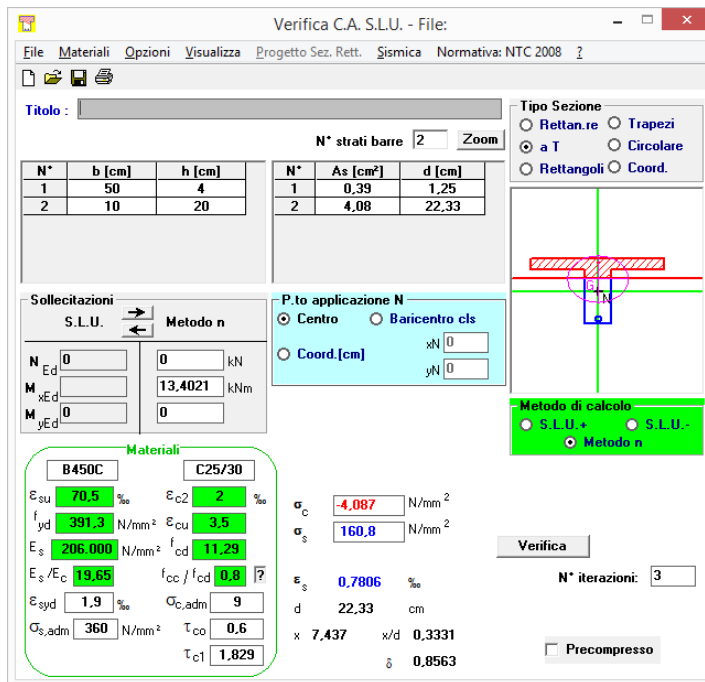 Verifica C.A. S.L.U. - File:
File Materiali Opzioni Visualizza Progetto Sez. Rett. Sismica Normativa: NTC 2008 ?
Titolo :
N° strati barre 2 Zoom
Tipo Sezione
Rettan.re Trapezi
a T Circolare
Rettangoli Coord.
N° b [cm] h [cm]
1 50 4
2 10 20
N° As [cm²] d [cm]
1 0,39 1,25
2 4,08 22,33
G
N
Sollecitazioni
S.L.U. Metodo n
N Ed 0 0 kN
M xEd 13,4021 kNm
M yEd 0 0
P.to applicazione N
Centro Baricentro cls
Coord.[cm] xN 0
yN 0
Metodo di calcolo
S.L.U.+ S.L.U.-
Metodo n
Materiali
B450C C25/30
εsu 70,5 ‰ εc2 2 ‰
fyd 391,3 N/mm² εcu 3,5
Es 206.000 N/mm² fcd 11,29
Es/Ec 19,65 fcc / fcd 0,8 ?
εsyd 1,9 ‰ σc,adm 9
σs,adm 360 N/mm² τco 0,6
τc1 1,829
σc -4,087 N/mm²
σs 160,8 N/mm²
εs 0,7806 ‰
d 22,33 cm
x 7,437 x/d 0,3331
δ 0,8563
Verifica
N° iterazioni: 3
Precompresso